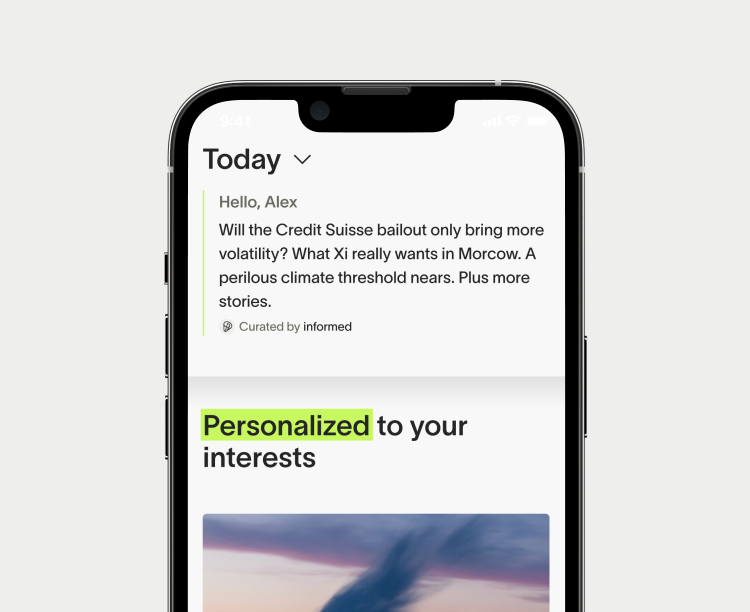 9:41
Today
Hello, Alex
Will the Credit Suisse bailout only bring more
volatility? What Xi really wants in Morcow. A
perilous climate threshold nears. Plus more
stories.
Curated by informed
Personalized to your
interests